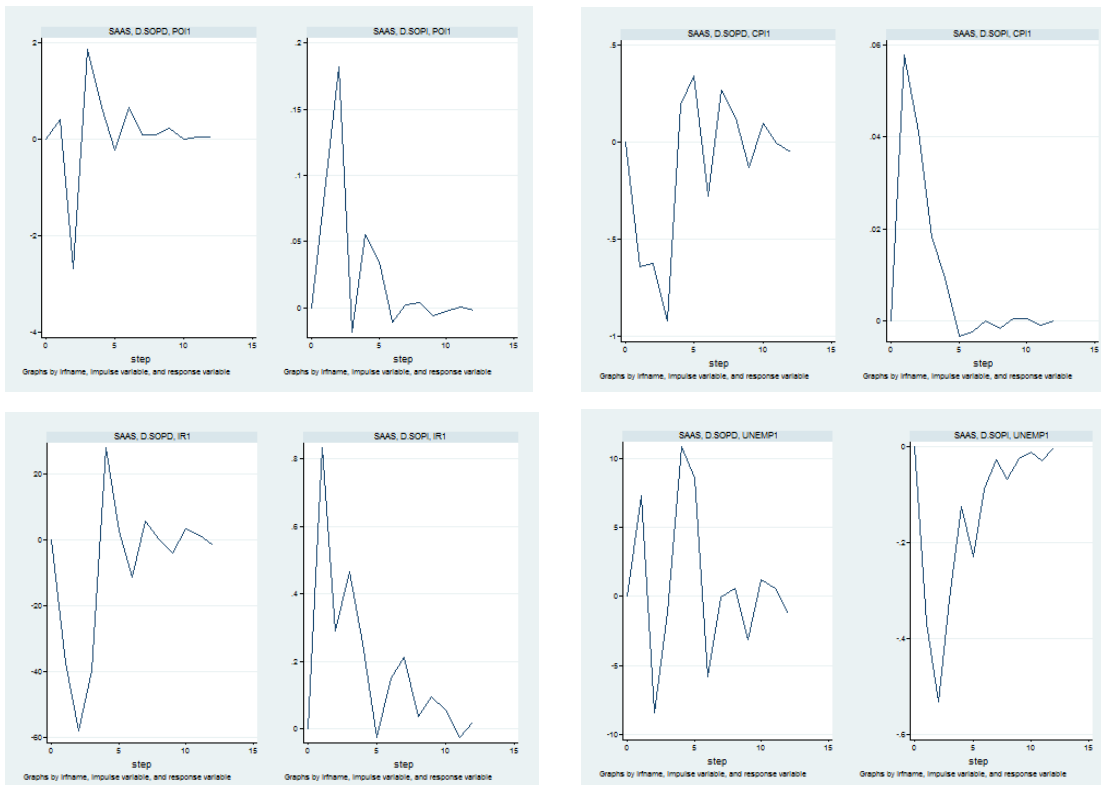 SAAS, D.SOPD, POI1
2
0
-2
-4
0
5
10
15
SAAS, D.SOPI, POI1
.2
.15
.1
.05
0
0
5
10
15
step
Graphs by irfname, impulse variable, and response variable
step
Graphs by irfname, impulse variable, and response variable
SAAS, D.SOPD, CPI1
.5
0
-.5
-1
0
5
10
15
SAAS, D.SOPI, CPI1
.06
.04
.02
0
0
5
10
15
step
Graphs by irfname, impulse variable, and response variable
step
Graphs by irfname, impulse variable, and response variable
SAAS, D.SOPD, IR1
20
0
-20
-40
-60
0
5
10
15
SAAS, D.SOPI, IR1
.8
.6
.4
.2
0
0
5
10
15
step
Graphs by irfname, impulse variable, and response variable
step
Graphs by irfname, impulse variable, and response variable
SAAS, D.SOPD, UNEMP1
10
5
0
-5
-10
0
5
10
15
SAAS, D.SOPI, UNEMP1
0
-.2
-.4
-.6
0
5
10
15
step
Graphs by irfname, impulse variable, and response variable
step
Graphs by irfname, impulse variable, and response variable